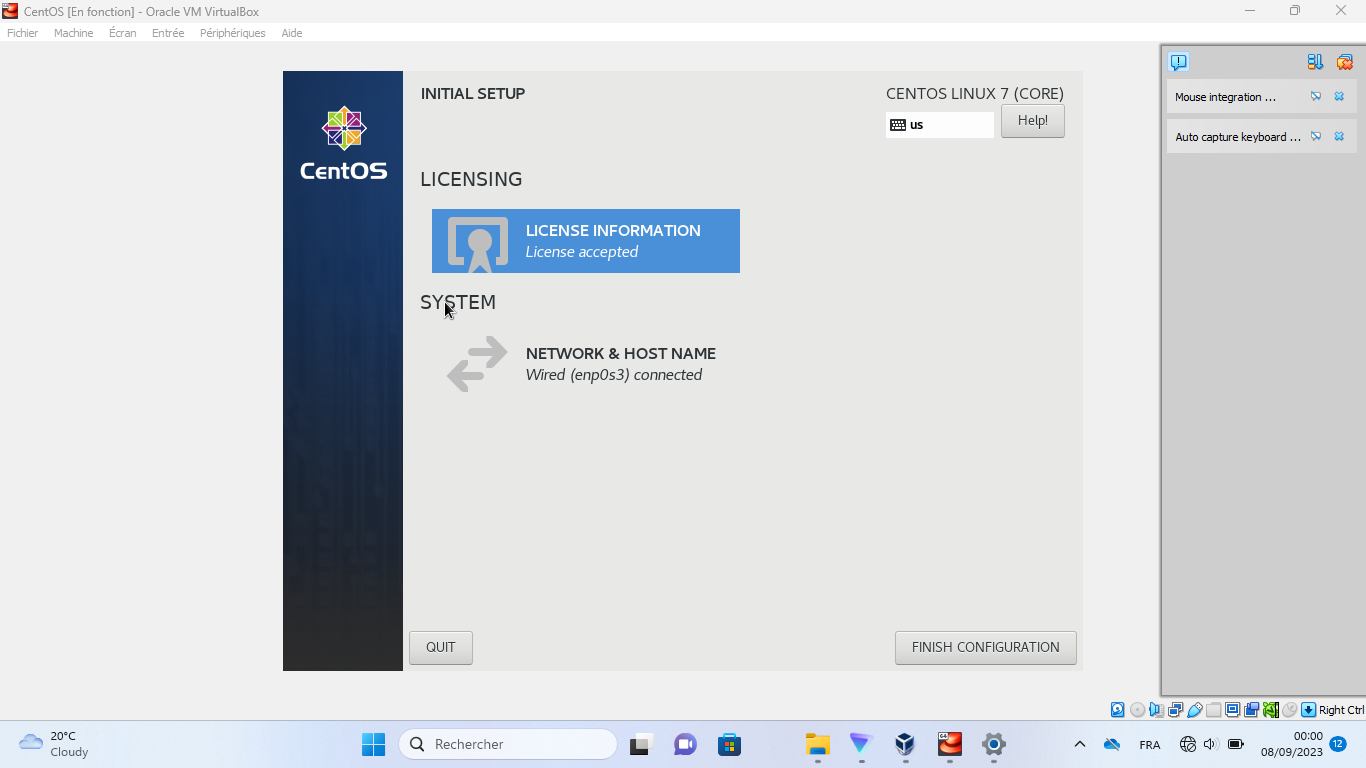 CentOS [En fonction] - Oracle VM VirtualBox
Fichier Machine Écran Entrée Périphériques Aide
INITIAL SETUP
CENTOS LINUX 7 (CORE)
us
Help!
CentOS
LICENSING
LICENSE INFORMATION
License accepted
SYSTEM
NETWORK & HOST NAME
Wired (enp0s3) connected
QUIT
FINISH CONFIGURATION
Mouse integration ...
Auto capture keyboard ...
Right Ctrl
20°C
Cloudy
Rechercher
64
FRA
00:00
08/09/2023
12